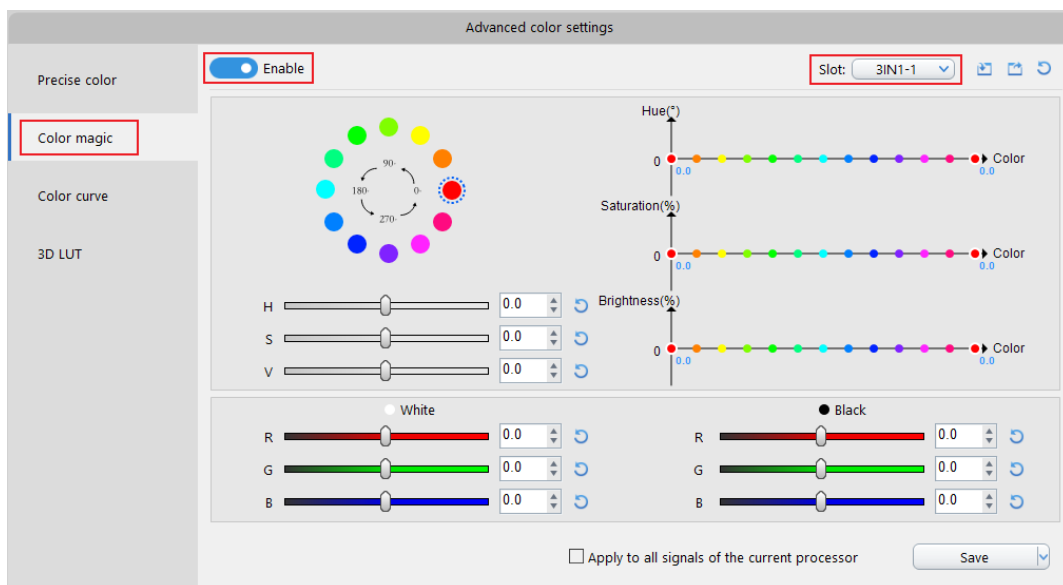 Advanced color settings
Precise color
Color magic
Color curve
3D LUT
Enable
Slot: 3IN1-1
90°
180°
0°
270°
Hue(°)
0
0.0
0.0
Color
Saturation(%)
0
0.0
0.0
Color
Brightness(%)
0
0.0
0.0
Color
H 0.0
S 0.0
V 0.0
White
R 0.0
G 0.0
B 0.0
Black
R 0.0
G 0.0
B 0.0
Apply to all signals of the current processor
Save